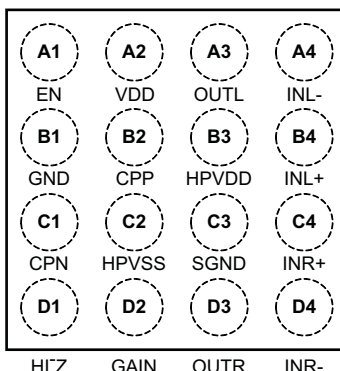 A1 A2 A3 A4
EN VDD OUTL INL-
B1 B2 B3 B4
GND CPP HPVDD INL+
C1 C2 C3 C4
CPN HPVSS SGND INR+
D1 D2 D3 D4
GAIN OUTR INR-